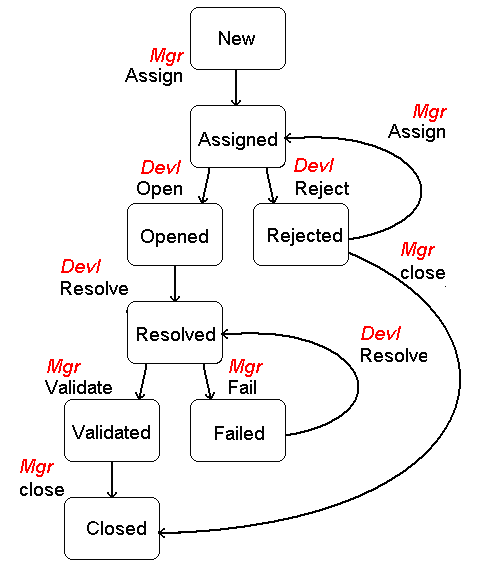 New
Mgr
Assign
Assigned
Mgr
Assign
Devl
Open
Devl
Reject
Opened
Rejected
Mgr
close
Devl
Resolve
Resolved
Devl
Resolve
Mgr
Validate
Mgr
Fail
Validated
Failed
Mgr
close
Closed